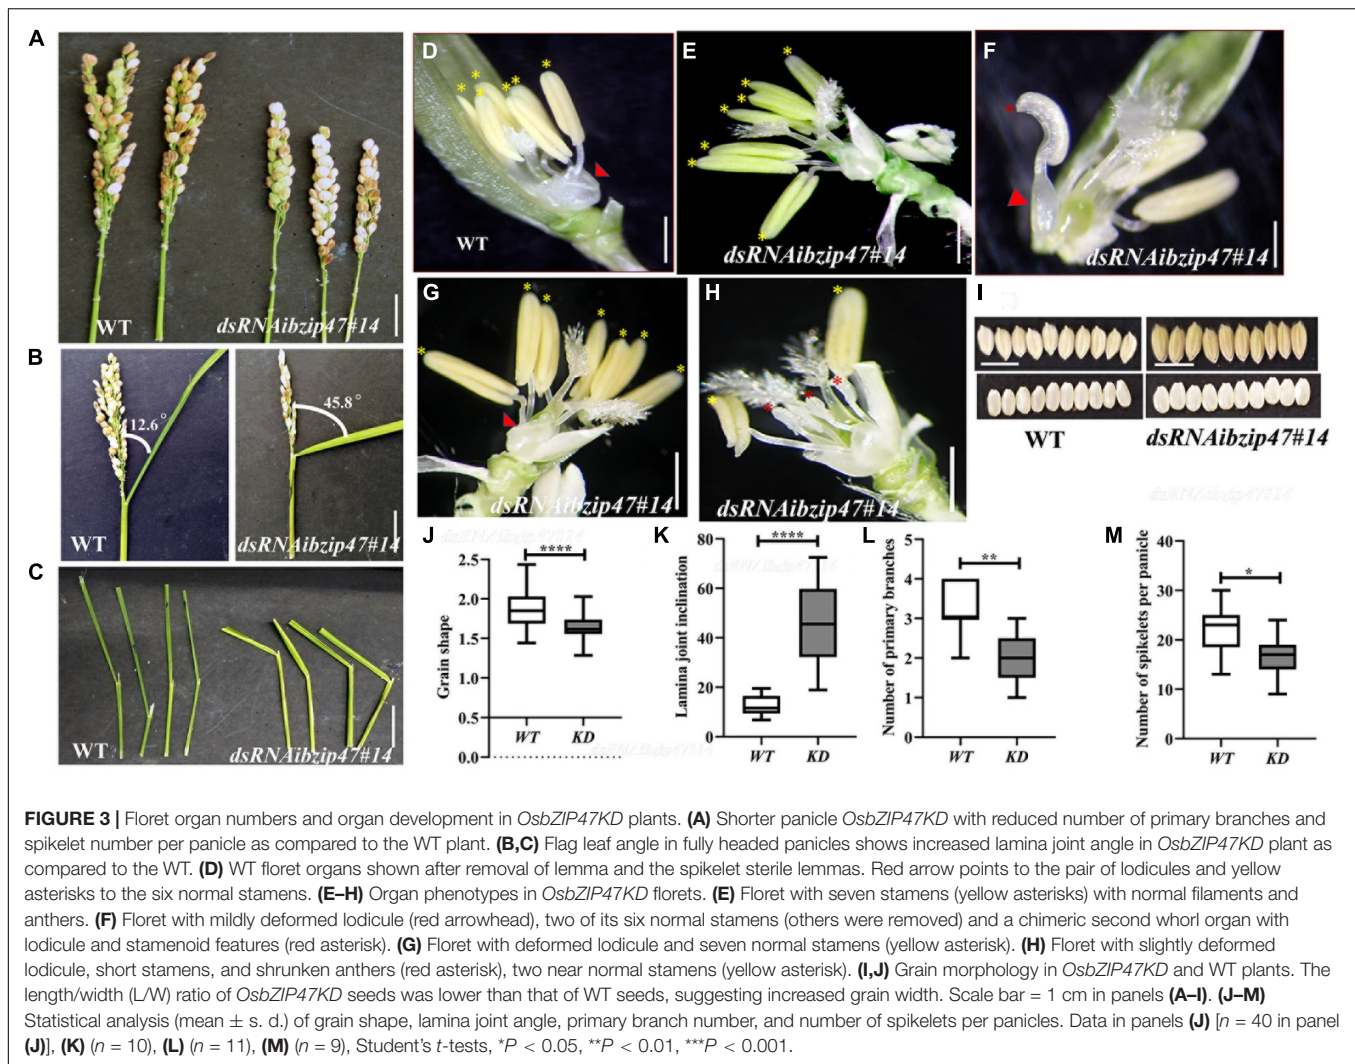 A
WT
dsRNAibzip47#14
B
12.6°
WT
45.8°
dsRNAibzip47#14
C
WT
dsRNAibzip47#14
D
* * * * * *
WT
E
* * * * * * *
dsRNAibzip47#14
F
*
dsRNAibzip47#14
G
* * * * * * *
dsRNAibzip47#14
H
* * * * *
dsRNAibzip47#14
I
WT
dsRNAibzip47#14
dsRNAibzip47#14
J
dsRNAibzip47#14
Grain shape
2.5
2.0
1.5
1.0
0.5
0.0
****
WT KD
dsRNAibzip47#14
K
Lamina joint inclination
80
60
40
20
0
****
dsRNAibzip47#14
WT KD
L
Number of primary branches
5
4
3
2
1
0
**
WT KD
M
Number of spikelets per panicle
40
30
20
10
0
*
WT KD
FIGURE 3 | Floret organ numbers and organ development in OsbZIP47KD plants. (A) Shorter panicle OsbZIP47KD with reduced number of primary branches and
spikelet number per panicle as compared to the WT plant. (B,C) Flag leaf angle in fully headed panicles shows increased lamina joint angle in OsbZIP47KD plant as
compared to the WT. (D) WT floret organs shown after removal of lemma and the spikelet sterile lemmas. Red arrow points to the pair of lodicules and yellow
asterisks to the six normal stamens. (E–H) Organ phenotypes in OsbZIP47KD florets. (E) Floret with seven stamens (yellow asterisks) with normal filaments and
anthers. (F) Floret with mildly deformed lodicule (red arrowhead), two of its six normal stamens (others were removed) and a chimeric second whorl organ with
lodicule and stamenoid features (red asterisk). (G) Floret with deformed lodicule and seven normal stamens (yellow asterisk). (H) Floret with slightly deformed
lodicule, short stamens, and shrunken anthers (red asterisk), two near normal stamens (yellow asterisk). (I,J) Grain morphology in OsbZIP47KD and WT plants. The
length/width (L/W) ratio of OsbZIP47KD seeds was lower than that of WT seeds, suggesting increased grain width. Scale bar = 1 cm in panels (A–I). (J–M)
Statistical analysis (mean ± s. d.) of grain shape, lamina joint angle, primary branch number, and number of spikelets per panicles. Data in panels (J) [n = 40 in panel
(J)], (K) (n = 10), (L) (n = 11), (M) (n = 9), Student's t-tests, *P < 0.05, **P < 0.01, ***P < 0.001.